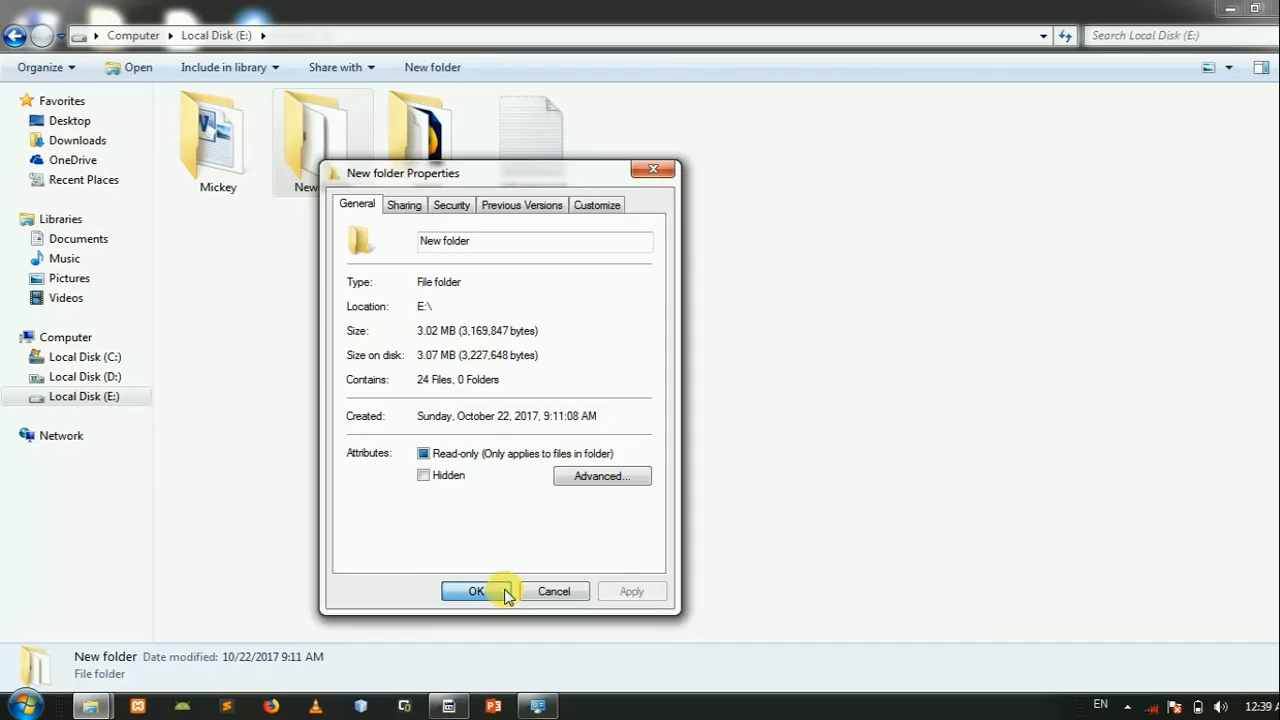 Computer Local Disk (E:) Search Local Disk (E:)
Organize Open Include in library Share with New folder
Favorites
Desktop
Downloads
OneDrive
Recent Places
Libraries
Documents
Music
Pictures
Videos
Computer
Local Disk (C:)
Local Disk (D:)
Local Disk (E:)
Network
Mickey
New
New folder Properties
General Sharing Security Previous Versions Customize
New folder
Type: File folder
Location: E:\
Size: 3.02 MB (3,169,847 bytes)
Size on disk: 3.07 MB (3,227,648 bytes)
Contains: 24 Files, 0 Folders
Created: Sunday, October 22, 2017, 9:11:08 AM
Attributes: Read-only (Only applies to files in folder)
Hidden Advanced...
OK Cancel Apply
New folder Date modified: 10/22/2017 9:11 AM
File folder
EN 12:39